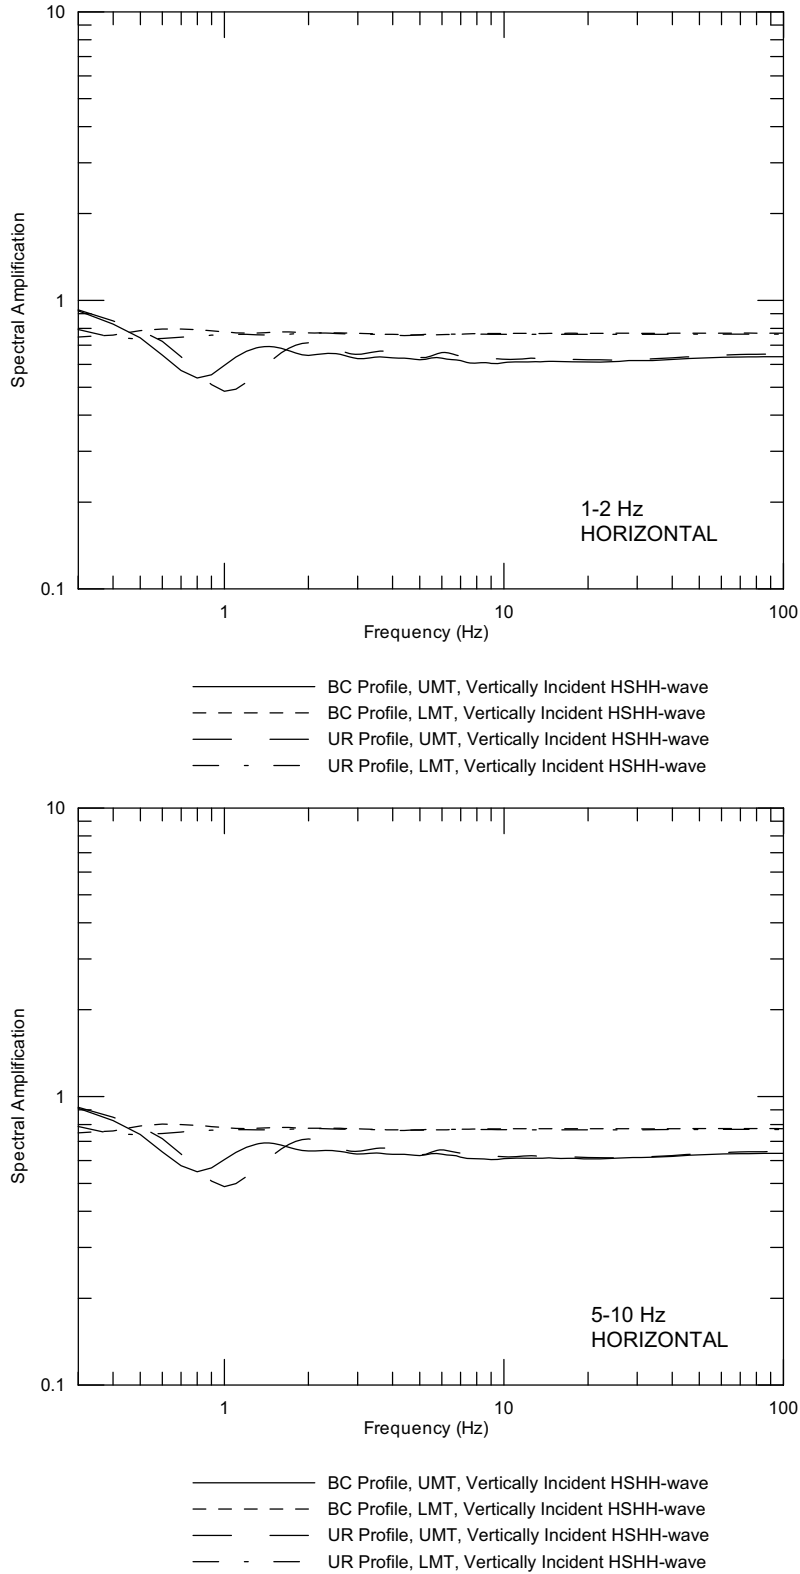 10
1
0.1
Spectral Amplification
1-2 Hz
HORIZONTAL
1
10
100
Frequency (Hz)
BC Profile, UMT, Vertically Incident HSHH-wave
BC Profile, LMT, Vertically Incident HSHH-wave
UR Profile, UMT, Vertically Incident HSHH-wave
UR Profile, LMT, Vertically Incident HSHH-wave
10
1
0.1
Spectral Amplification
5-10 Hz
HORIZONTAL
1
10
100
Frequency (Hz)
BC Profile, UMT, Vertically Incident HSHH-wave
BC Profile, LMT, Vertically Incident HSHH-wave
UR Profile, UMT, Vertically Incident HSHH-wave
UR Profile, LMT, Vertically Incident HSHH-wave